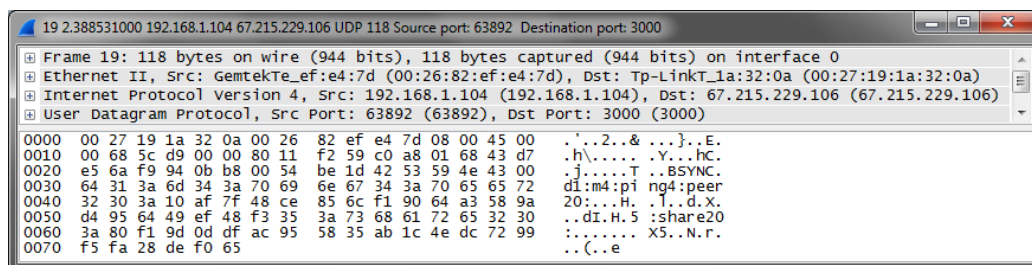 19 2.388531000 192.168.1.104 67.215.229.106 UDP 118 Source port: 63892 Destination port: 3000
Frame 19: 118 bytes on wire (944 bits), 118 bytes captured (944 bits) on interface 0
Ethernet II, Src: GemtekTe_ef:e4:7d (00:26:82:ef:e4:7d), Dst: Tp-LinkT_1a:32:0a (00:27:19:1a:32:0a)
Internet Protocol Version 4, Src: 192.168.1.104 (192.168.1.104), Dst: 67.215.229.106 (67.215.229.106)
User Datagram Protocol, Src Port: 63892 (63892), Dst Port: 3000 (3000)
0000 00 27 19 1a 32 0a 00 26 82 ef e4 7d 08 00 45 00 .'..2..& ...}..E.
0010 00 68 5c d9 00 00 80 11 f2 59 c0 a8 01 68 43 d7 .h\..... .Y...hC.
0020 e5 6a f9 94 0b b8 00 54 be 1d 42 53 59 4e 43 00 .j.....T ..BSYNC.
0030 64 31 3a 6d 34 3a 70 69 6e 67 34 3a 70 65 65 72 d1:m4:pi ng4:peer
0040 32 30 3a 10 af 7f 48 ce 85 6c f1 90 64 a3 58 9a 20:...H. .l..d.X.
0050 d4 95 64 49 ef 48 f3 35 3a 73 68 61 72 65 32 30 ..dI.H.5 :share20
0060 3a 80 f1 9d 0d df ac 95 58 35 ab 1c 4e dc 72 99 :....... X5..N.r.
0070 f5 fa 28 de f0 65 ..(..e